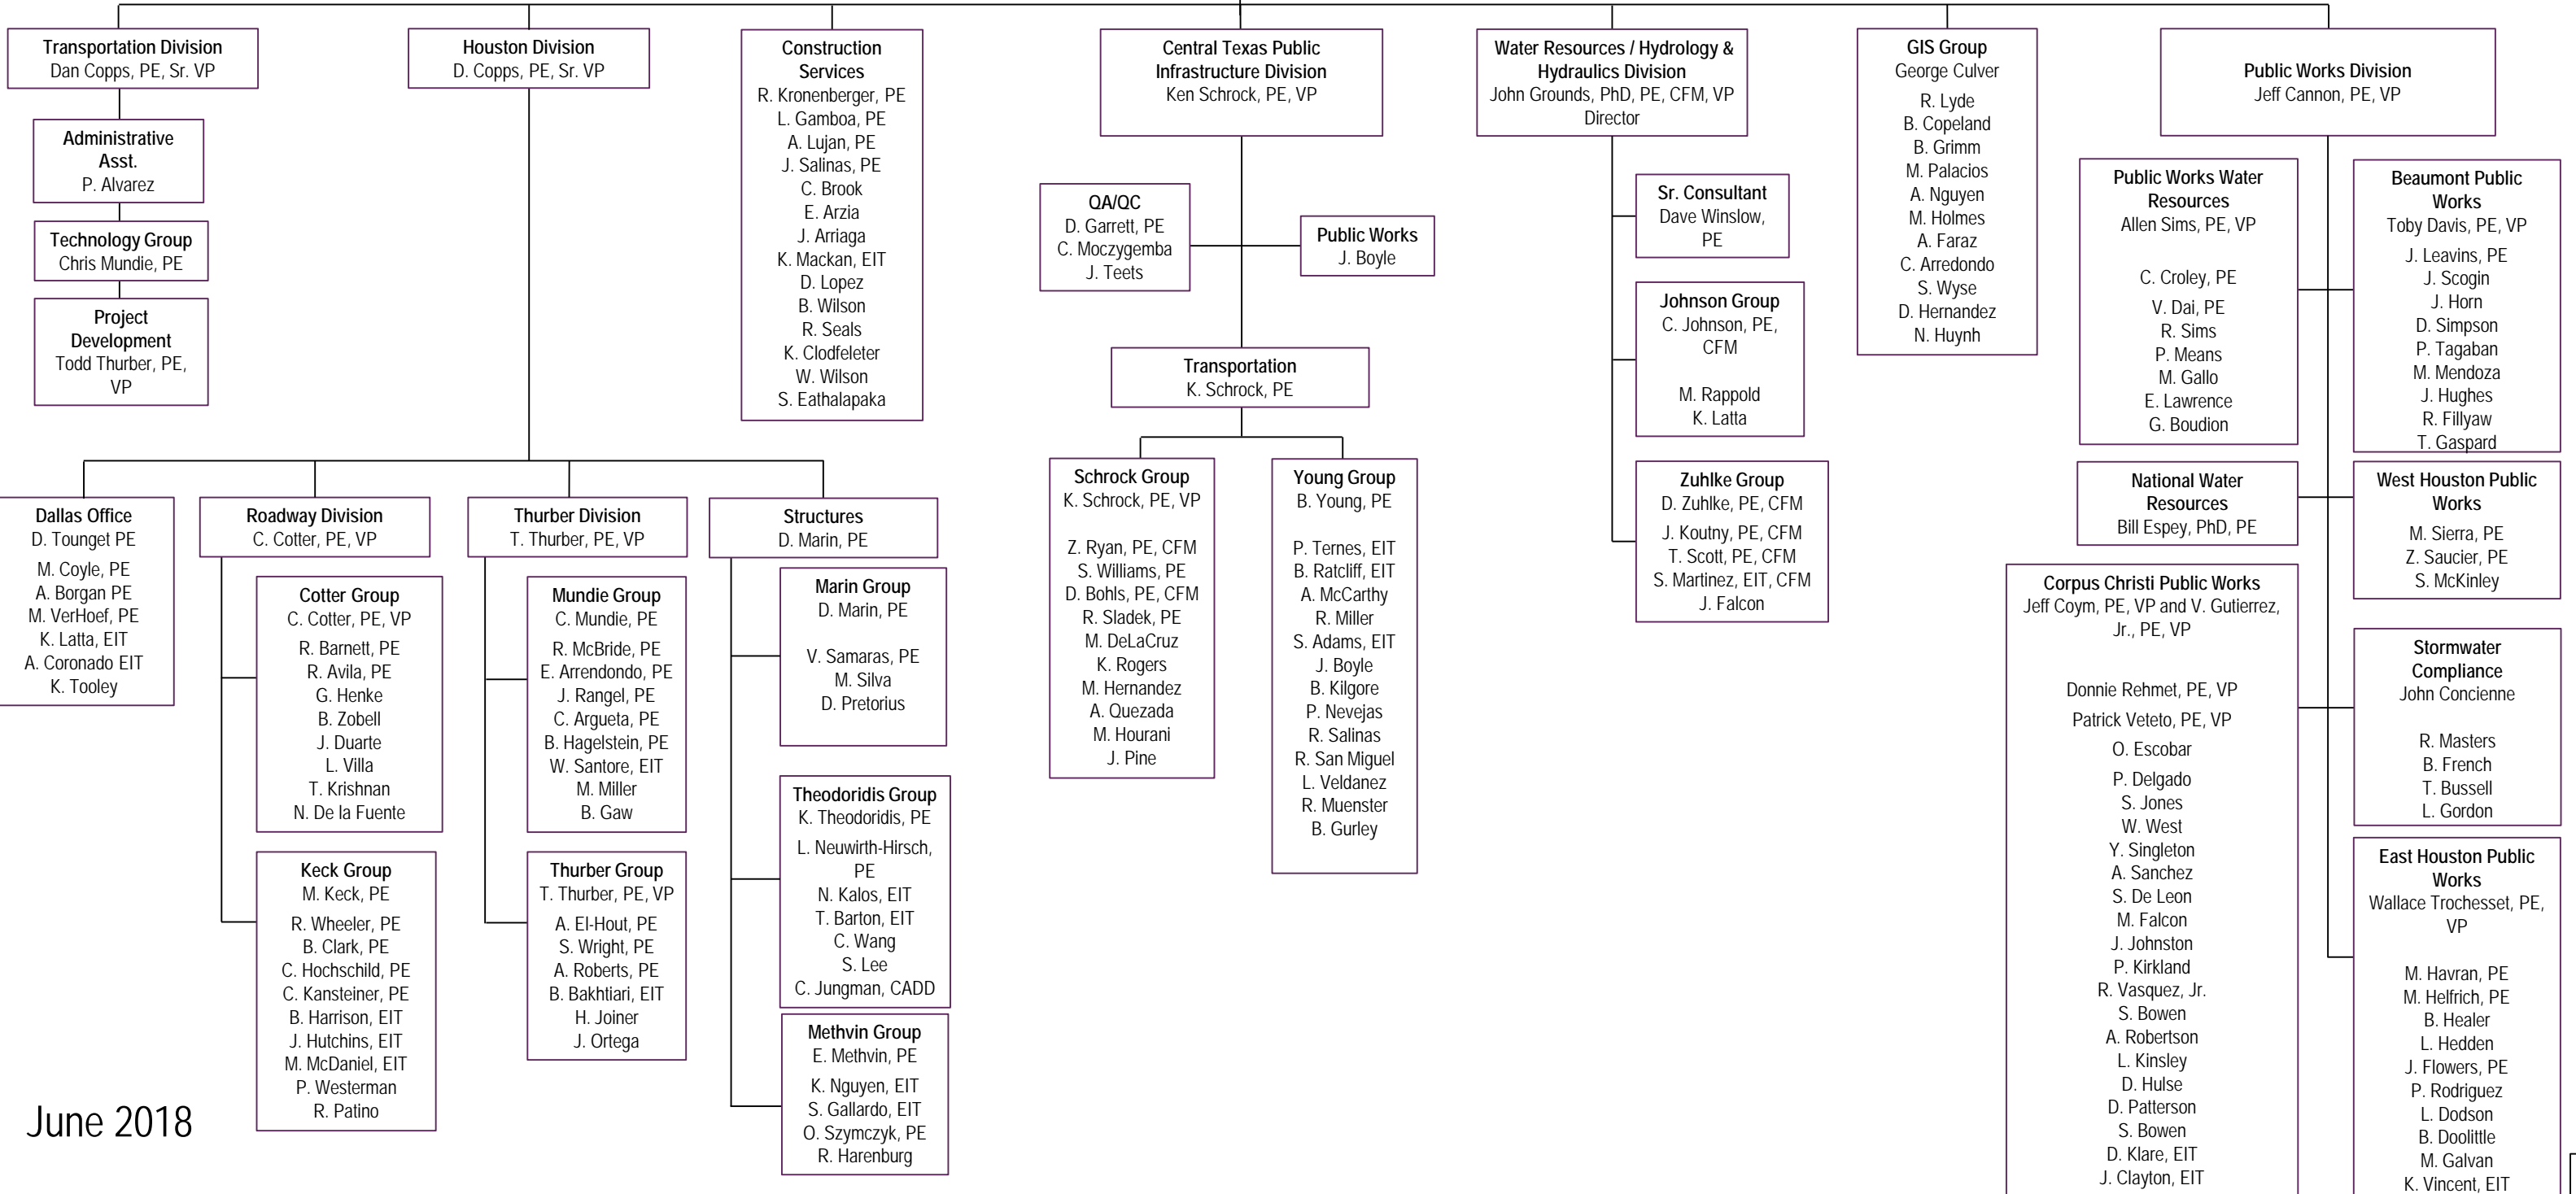 Transportation Division
Dan Copps, PE, Sr. VP
Administrative
Asst.
P. Alvarez
Technology Group
Chris Mundie, PE
Project
Development
Todd Thurber, PE,
VP
Houston Division
D. Copps, PE, Sr. VP
Dallas Office
D. Tounget PE
M. Coyle, PE
A. Borgan PE
M. VerHoef, PE
K. Latta, EIT
A. Coronado EIT
K. Tooley
Roadway Division
C. Cotter, PE, VP
Cotter Group
C. Cotter, PE, VP
R. Barnett, PE
R. Avila, PE
G. Henke
B. Zobell
J. Duarte
L. Villa
T. Krishnan
N. De la Fuente
Keck Group
M. Keck, PE
R. Wheeler, PE
B. Clark, PE
C. Hochschild, PE
C. Kansteiner, PE
B. Harrison, EIT
J. Hutchins, EIT
M. McDaniel, EIT
P. Westerman
R. Patino
Thurber Division
T. Thurber, PE, VP
Mundie Group
C. Mundie, PE
R. McBride, PE
E. Arrendondo, PE
J. Rangel, PE
C. Argueta, PE
B. Hagelstein, PE
W. Santore, EIT
M. Miller
B. Gaw
Thurber Group
T. Thurber, PE, VP
A. El-Hout, PE
S. Wright, PE
A. Roberts, PE
B. Bakhtiari, EIT
H. Joiner
J. Ortega
Structures
D. Marin, PE
Marin Group
D. Marin, PE
V. Samaras, PE
M. Silva
D. Pretorius
Theodoridis Group
K. Theodoridis, PE
L. Neuwirth-Hirsch,
PE
N. Kalos, EIT
T. Barton, EIT
C. Wang
S. Lee
C. Jungman, CADD
Methvin Group
E. Methvin, PE
K. Nguyen, EIT
S. Gallardo, EIT
O. Szymczyk, PE
R. Harenburg
Construction
Services
R. Kronenberger, PE
L. Gamboa, PE
A. Lujan, PE
J. Salinas, PE
C. Brook
E. Arzia
J. Arriaga
K. Mackan, EIT
D. Lopez
B. Wilson
R. Seals
K. Clodfeleter
W. Wilson
S. Eathalapaka
Central Texas Public
Infrastructure Division
Ken Schrock, PE, VP
QA/QC
D. Garrett, PE
C. Moczygemba
J. Teets
Public Works
J. Boyle
Transportation
K. Schrock, PE
Schrock Group
K. Schrock, PE, VP
Z. Ryan, PE, CFM
S. Williams, PE
D. Bohls, PE, CFM
R. Sladek, PE
M. DeLaCruz
K. Rogers
M. Hernandez
A. Quezada
M. Hourani
J. Pine
Young Group
B. Young, PE
P. Ternes, EIT
B. Ratcliff, EIT
A. McCarthy
R. Miller
S. Adams, EIT
J. Boyle
B. Kilgore
P. Nevejas
R. Salinas
R. San Miguel
L. Veldanez
R. Muenster
B. Gurley
Water Resources / Hydrology &
Hydraulics Division
John Grounds, PhD, PE, CFM, VP
Director
Sr. Consultant
Dave Winslow,
PE
Johnson Group
C. Johnson, PE,
CFM
M. Rappold
K. Latta
Zuhlke Group
D. Zuhlke, PE, CFM
J. Koutny, PE, CFM
T. Scott, PE, CFM
S. Martinez, EIT, CFM
J. Falcon
GIS Group
George Culver
R. Lyde
B. Copeland
B. Grimm
M. Palacios
A. Nguyen
M. Holmes
A. Faraz
C. Arredondo
S. Wyse
D. Hernandez
N. Huynh
Public Works Division
Jeff Cannon, PE, VP
Public Works Water
Resources
Allen Sims, PE, VP
C. Croley, PE
V. Dai, PE
R. Sims
P. Means
M. Gallo
E. Lawrence
G. Boudion
National Water
Resources
Bill Espey, PhD, PE
Corpus Christi Public Works
Jeff Coym, PE, VP and V. Gutierrez,
Jr., PE, VP
Donnie Rehmet, PE, VP
Patrick Veteto, PE, VP
O. Escobar
P. Delgado
S. Jones
W. West
Y. Singleton
A. Sanchez
S. De Leon
M. Falcon
J. Johnston
P. Kirkland
R. Vasquez, Jr.
S. Bowen
A. Robertson
L. Kinsley
D. Hulse
D. Patterson
S. Bowen
D. Klare, EIT
J. Clayton, EIT
Beaumont Public
Works
Toby Davis, PE, VP
J. Leavins, PE
J. Scogin
J. Horn
D. Simpson
P. Tagaban
M. Mendoza
J. Hughes
R. Fillyaw
T. Gaspard
West Houston Public
Works
M. Sierra, PE
Z. Saucier, PE
S. McKinley
Stormwater
Compliance
John Concienne
R. Masters
B. French
T. Bussell
L. Gordon
East Houston Public
Works
Wallace Trochesset, PE,
VP
M. Havran, PE
M. Helfrich, PE
B. Healer
L. Hedden
J. Flowers, PE
P. Rodriguez
L. Dodson
B. Doolittle
M. Galvan
K. Vincent, EIT
June 2018